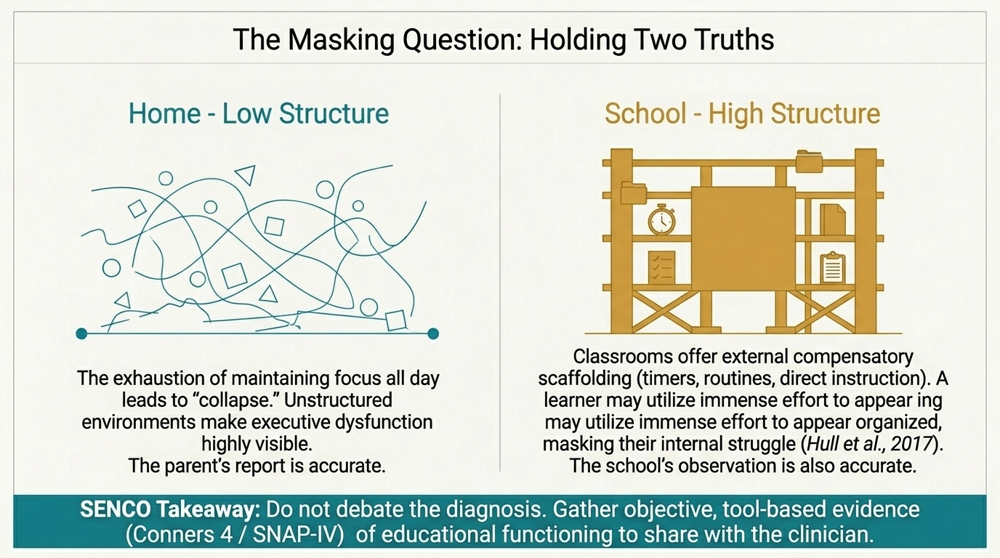 The Masking Question: Holding Two Truths
Home - Low Structure
The exhaustion of maintaining focus all day
leads to “collapse.” Unstructured
environments make executive dysfunction
highly visible.
The parent’s report is accurate.
School - High Structure
Classrooms offer external compensatory
scaffolding (timers, routines, direct instruction). A
learner may utilize immense effort to appear ing
may utilize immense effort to appear organized,
masking their internal struggle (Hull et al., 2017).
The school’s observation is also accurate.
SENCO Takeaway: Do not debate the diagnosis. Gather objective, tool-based evidence
(Conners 4 / SNAP-IV) of educational functioning to share with the clinician.